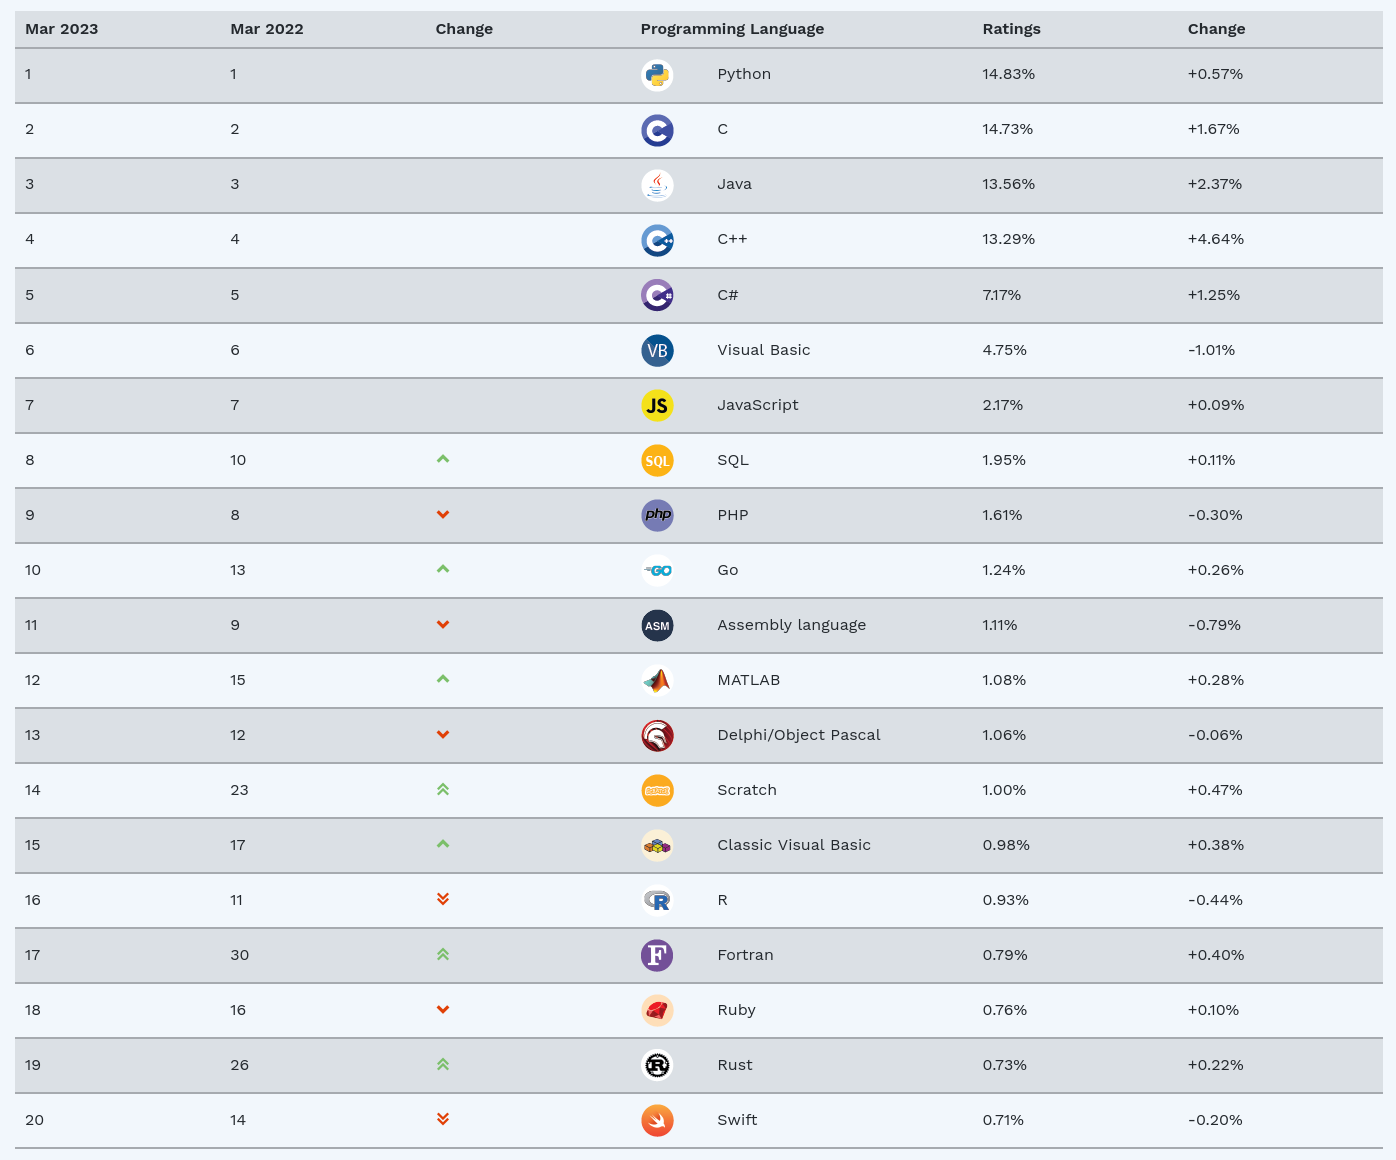 Mar 2023 Mar 2022 Change Programming Language Ratings Change
1 1 Python 14.83% +0.57%
2 2 C C 14.73% +1.67%
3 3 Java 13.56% +2.37%
4 4 C++ C++ 13.29% +4.64%
5 5 C# C# 7.17% +1.25%
6 6 VB Visual Basic 4.75% -1.01%
7 7 JS JavaScript 2.17% +0.09%
8 10 SQL SQL 1.95% +0.11%
9 8 php PHP 1.61% -0.30%
10 13 GO Go 1.24% +0.26%
11 9 ASM Assembly language 1.11% -0.79%
12 15 MATLAB 1.08% +0.28%
13 12 Delphi/Object Pascal 1.06% -0.06%
14 23 Scratch 1.00% +0.47%
15 17 Classic Visual Basic 0.98% +0.38%
16 11 R R 0.93% -0.44%
17 30 F Fortran 0.79% +0.40%
18 16 Ruby 0.76% +0.10%
19 26 R Rust 0.73% +0.22%
20 14 Swift 0.71% -0.20%